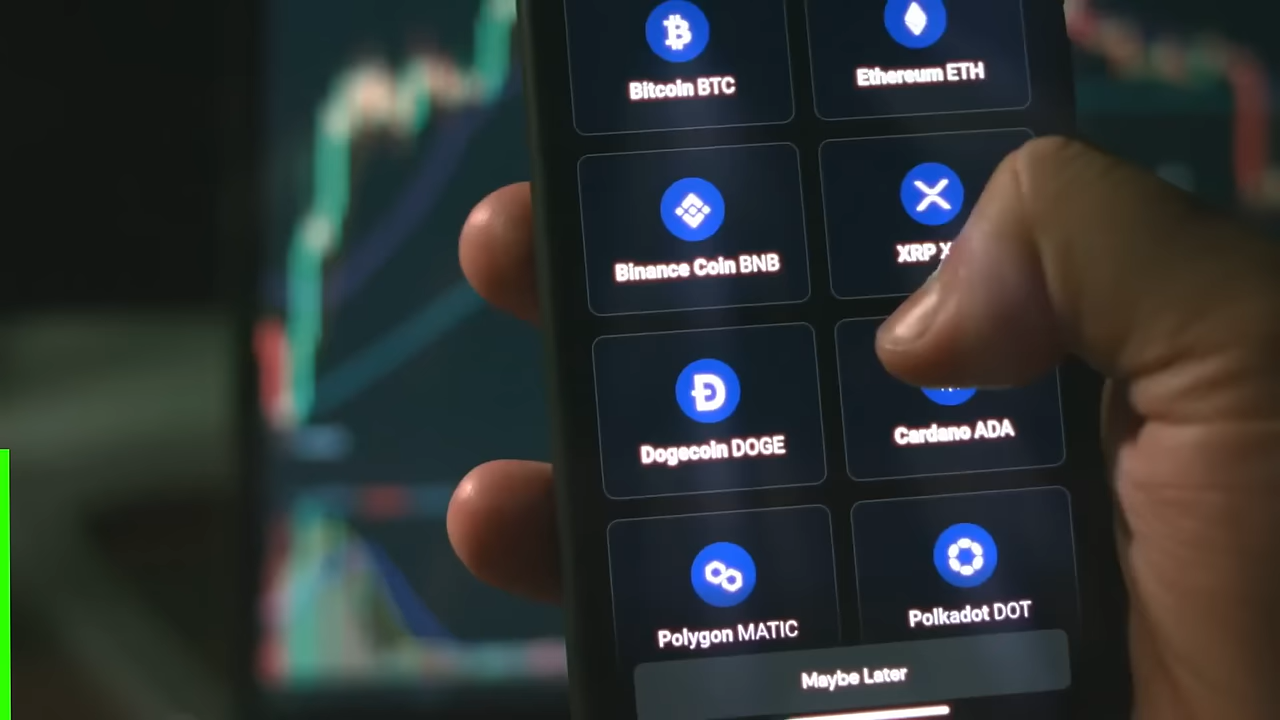 Bitcoin BTC
Ethereum ETH
Binance Coin BNB
XRP X
Dogecoin DOGE
Cardano ADA
Polygon MATIC
Polkadot DOT
Maybe Later